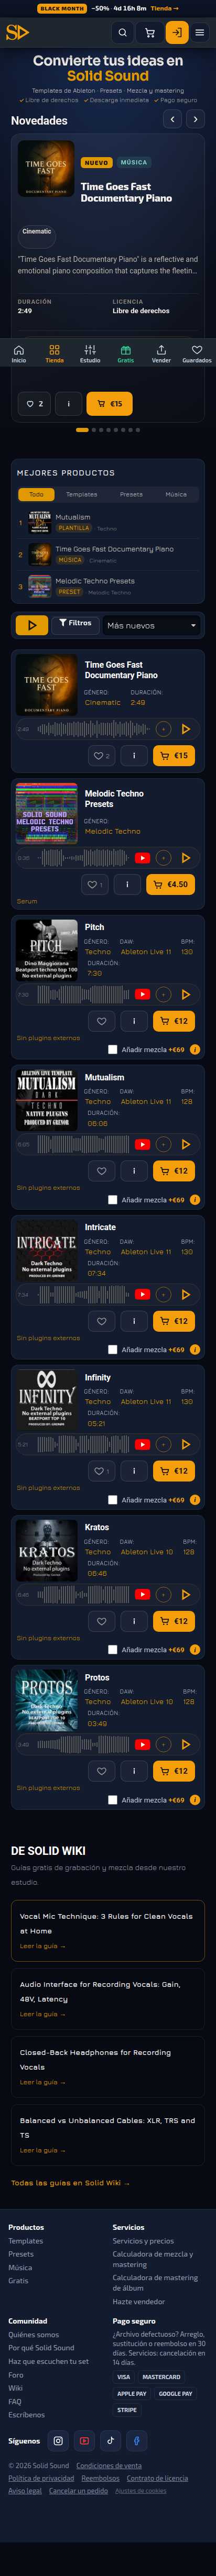 BLACK MONTH −50% · 4d 16h 8m Tienda →
SD
Convierte tus ideas en
Solid Sound
Templates de Ableton · Presets · Mezcla y mastering
✓ Libre de derechos ✓ Descarga inmediata ✓ Pago seguro
Novedades
TIME GOES FAST
NUEVO MÚSICA
Time Goes Fast
Documentary Piano
Cinematic
"Time Goes Fast Documentary Piano" is a reflective and
emotional piano composition that captures the fleetin…
DURACIÓN
2:49
LICENCIA
Libre de derechos
Inicio Tienda Estudio Gratis Vender Guardados
2 i €15
MEJORES PRODUCTOS
Todo Templates Presets Música
1 Mutualism
PLANTILLA Techno
2 Time Goes Fast Documentary Piano
MÚSICA Cinematic
3 Melodic Techno Presets
PRESET Melodic Techno
Filtros Más nuevos
TIME GOES FAST
Time Goes Fast
Documentary Piano
GÉNERO: DURACIÓN:
Cinematic 2:49
2:49
2 i €15
SOLID SOUND
MELODIC TECHNO
PRESETS
Melodic Techno
Presets
GÉNERO:
Melodic Techno
1 i €4.50
Serum
PITCH
Dino Maggiorana
Beatport techno top 100
No external plugins
Pitch
GÉNERO: DAW: BPM:
Techno Ableton Live 11 130
DURACIÓN:
7:30
7:30
i €12
Sin plugins externos
Añadir mezcla +€69 i
ABLETON LIVE TEMPLATE
MUTUALISM
DARK
TECHNO
NATIVE PLUGINS
PRODUCED BY GRENOR
Mutualism
GÉNERO: DAW: BPM:
Techno Ableton Live 11 128
DURACIÓN:
06:06
i €12
Sin plugins externos
Añadir mezcla +€69 i
INTRICATE
Dark Techno
No external plugins
Intricate
GÉNERO: DAW: BPM:
Techno Ableton Live 11 130
DURACIÓN:
07:34
7:34
i €12
Sin plugins externos
Añadir mezcla +€69 i
INFINITY
Dark Techno
No external plugins
BEATPORT TOP 10
Infinity
GÉNERO: DAW: BPM:
Techno Ableton Live 11 130
DURACIÓN:
05:21
5:21
1 i €12
Sin plugins externos
Añadir mezcla +€69 i
KRATOS
Dark Techno
No external plugins
Kratos
GÉNERO: DAW: BPM:
Techno Ableton Live 10 128
DURACIÓN:
06:46
i €12
Sin plugins externos
Añadir mezcla +€69 i
PROTOS
Dark Techno
No external plugins
Protos
GÉNERO: DAW: BPM:
Techno Ableton Live 10 128
DURACIÓN:
03:49
i €12
Sin plugins externos
Añadir mezcla +€69 i
DE SOLID WIKI
Guías gratis de grabación y mezcla desde nuestro
estudio.
Vocal Mic Technique: 3 Rules for Clean Vocals
at Home
Leer la guía →
Audio Interface for Recording Vocals: Gain,
48V, Latency
Leer la guía →
Closed-Back Headphones for Recording
Vocals
Leer la guía →
Balanced vs Unbalanced Cables: XLR, TRS and
TS
Leer la guía →
Todas las guías en Solid Wiki →
Productos
Templates
Presets
Música
Gratis
Servicios
Servicios y precios
Calculadora de mezcla y
mastering
Calculadora de mastering
de álbum
Hazte vendedor
Comunidad
Quiénes somos
Por qué Solid Sound
Haz que escuchen tu set
Foro
Wiki
FAQ
Escríbenos
Pago seguro
¿Archivo defectuoso? Arreglo,
sustitución o reembolso en 30
días. Servicios: cancelación en
14 días.
VISA MASTERCARD
APPLE PAY GOOGLE PAY
STRIPE
Síguenos
© 2026 Solid Sound Condiciones de venta
Política de privacidad Reembolsos Contrato de licencia
Aviso legal Cancelar un pedido Ajustes de cookies